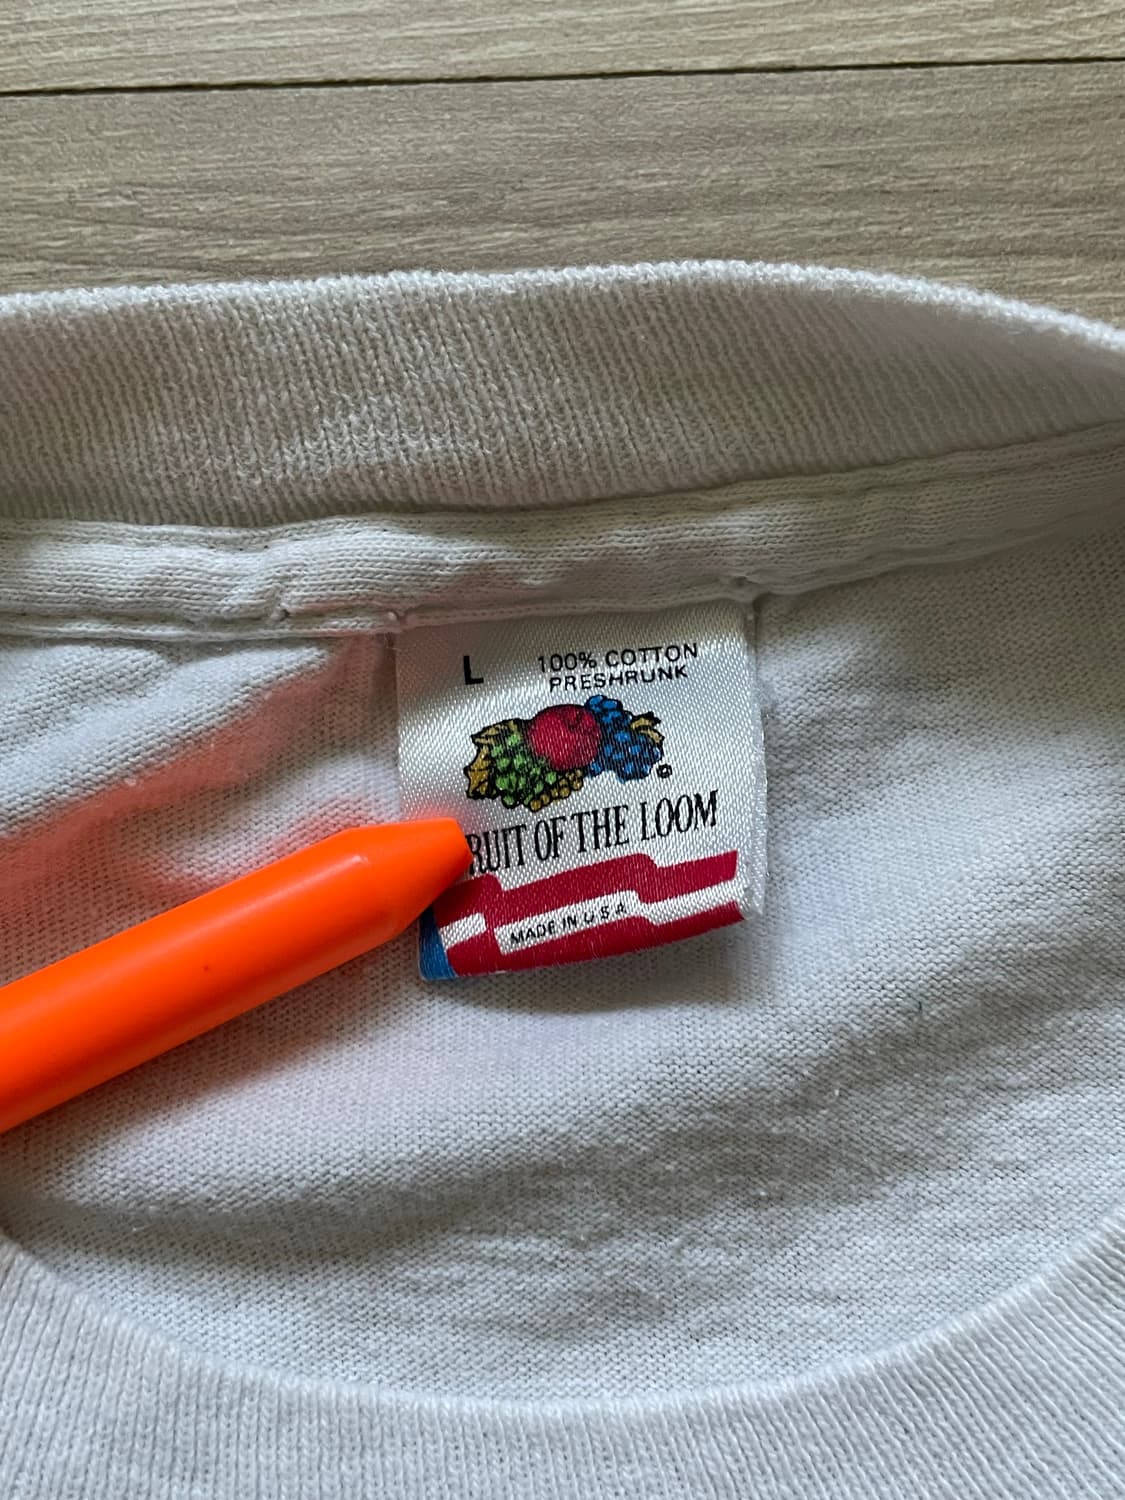 L
100% COTTON
PRESHRUNK
RUIT OF THE LOOM
MADE IN U.S.A.